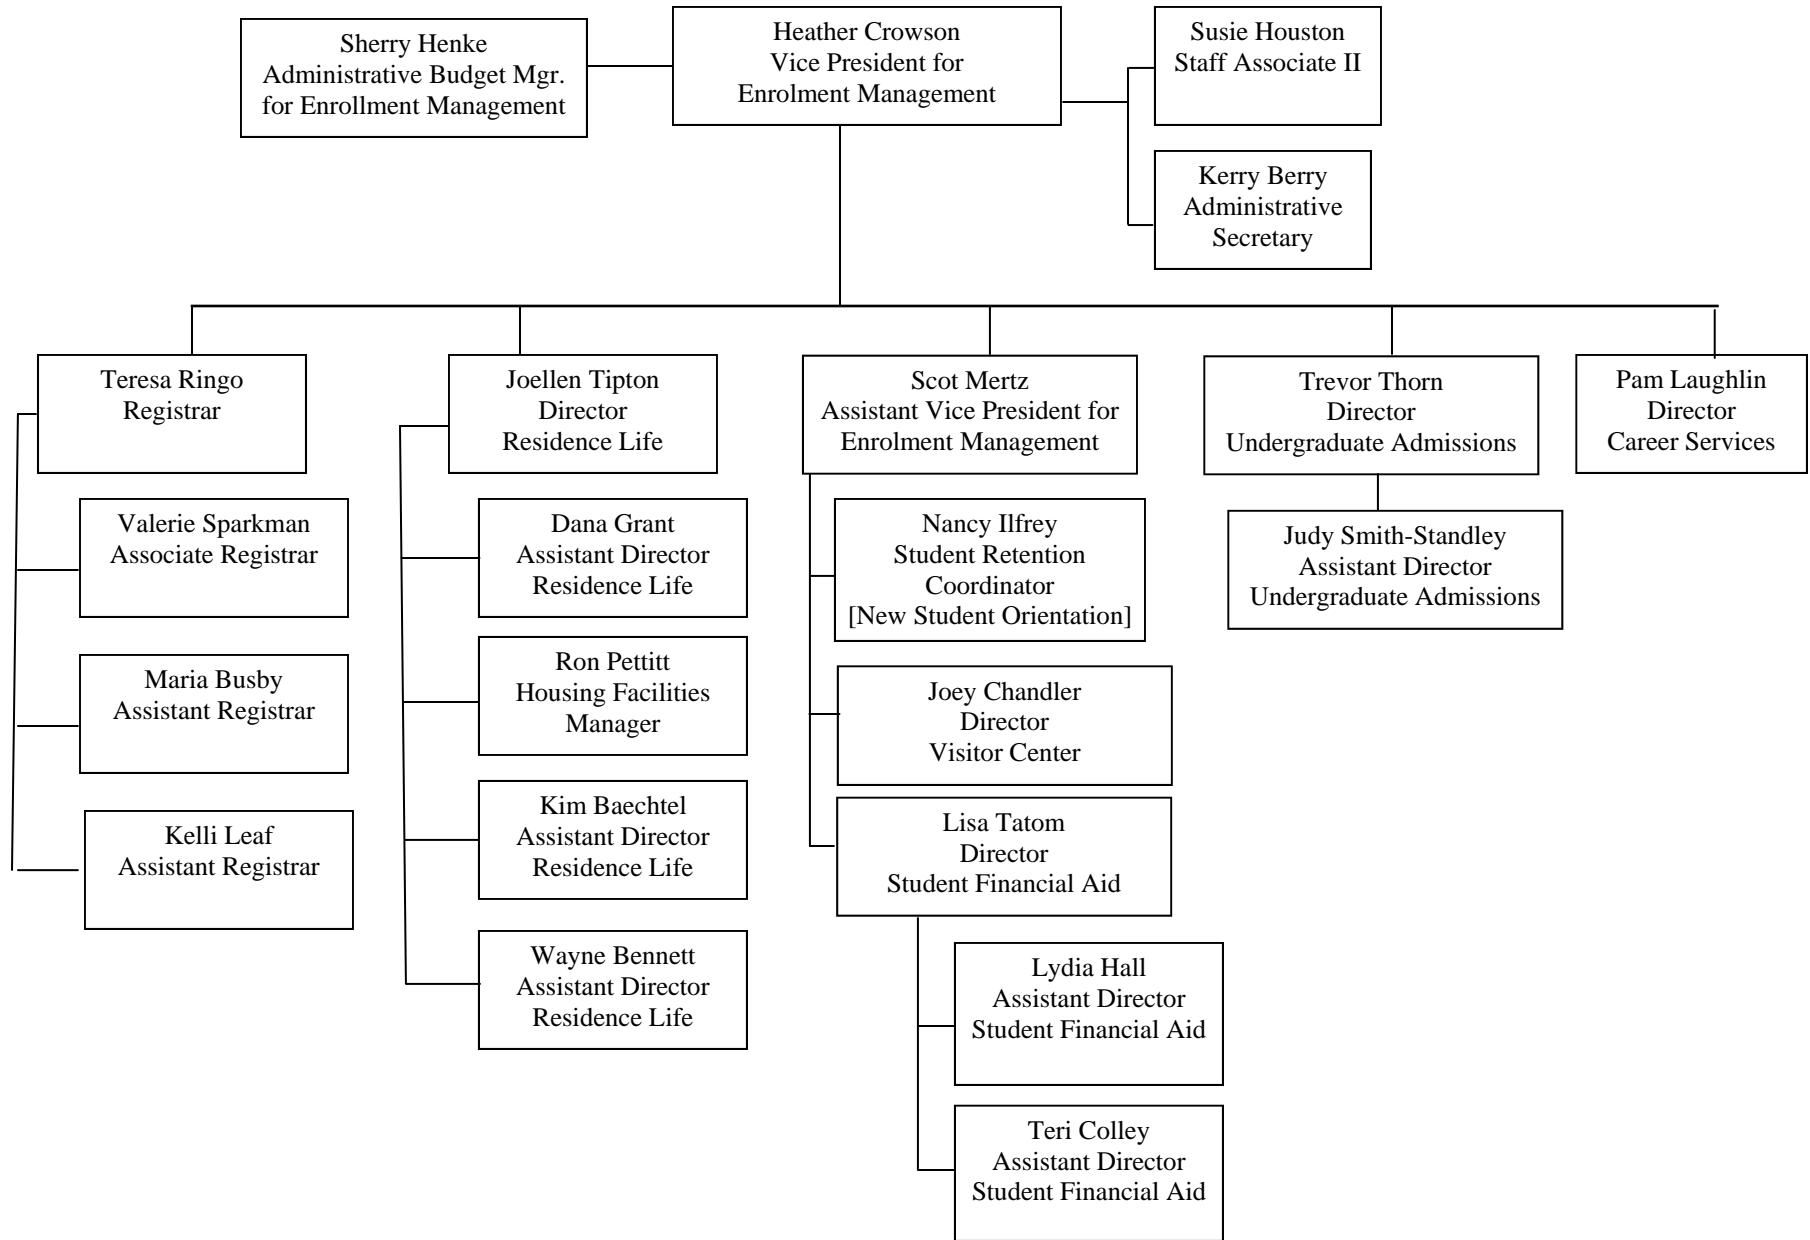 Sherry Henke
Administrative Budget Mgr.
for Enrollment Management
Heather Crowson
Vice President for
Enrolment Management
Susie Houston
Staff Associate II
Kerry Berry
Administrative
Secretary
Teresa Ringo
Registrar
Valerie Sparkman
Associate Registrar
Maria Busby
Assistant Registrar
Kelli Leaf
Assistant Registrar
Joellen Tipton
Director
Residence Life
Dana Grant
Assistant Director
Residence Life
Ron Pettitt
Housing Facilities
Manager
Kim Baechtel
Assistant Director
Residence Life
Wayne Bennett
Assistant Director
Residence Life
Scot Mertz
Assistant Vice President for
Enrolment Management
Nancy Ilfrey
Student Retention
Coordinator
[New Student Orientation]
Joey Chandler
Director
Visitor Center
Lisa Tatom
Director
Student Financial Aid
Lydia Hall
Assistant Director
Student Financial Aid
Teri Colley
Assistant Director
Student Financial Aid
Trevor Thorn
Director
Undergraduate Admissions
Judy Smith-Standley
Assistant Director
Undergraduate Admissions
Pam Laughlin
Director
Career Services